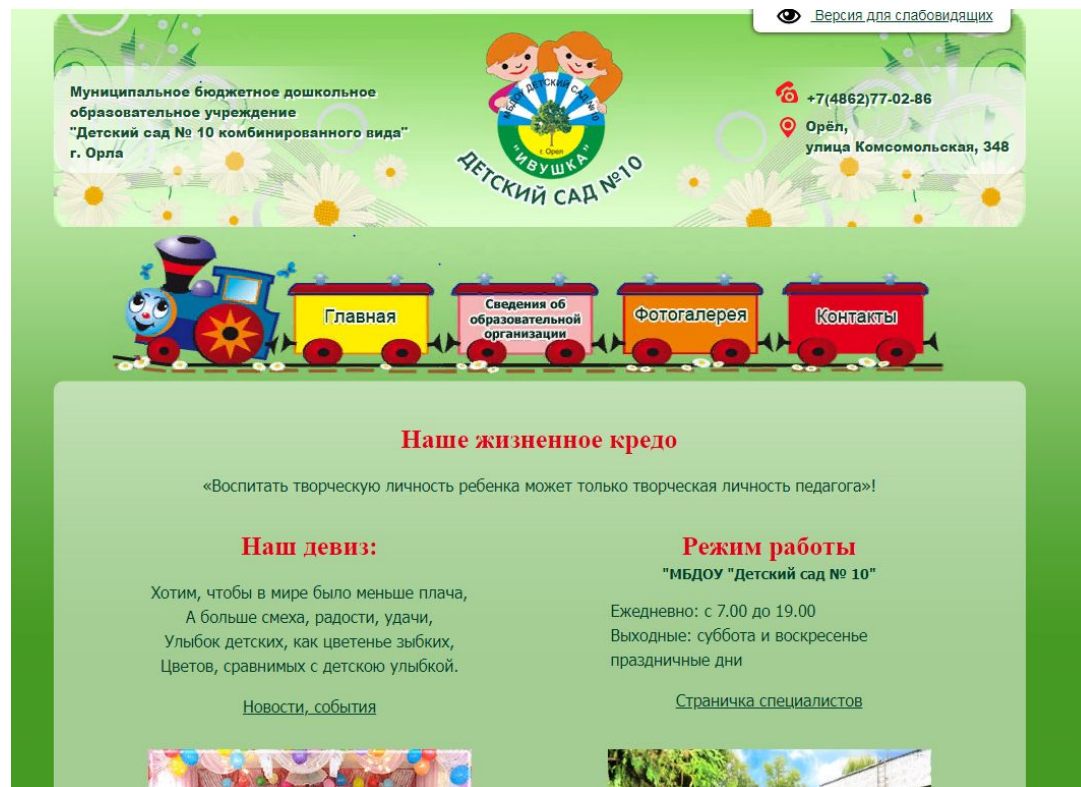 Версия для слабовидящих
Муниципальное бюджетное дошкольное
образовательное учреждение
"Детский сад № 10 комбинированного вида"
г. Орла
МБДОУ ДЕТСКИЙ САД №10
г. Орел
"ИВУШКА"
ДЕТСКИЙ САД №10
+7(4862)77-02-86
Орёл,
улица Комсомольская, 348
Главная
Сведения об
образовательной
организации
Фотогалерея
Контакты
Наше жизненное кредо
«Воспитать творческую личность ребенка может только творческая личность педагога»!
Наш девиз:
Хотим, чтобы в мире было меньше плача,
А больше смеха, радости, удачи,
Улыбок детских, как цветенье зыбких,
Цветов, сравнимых с детскою улыбкой.
Новости, события
Режим работы
"МБДОУ "Детский сад № 10"
Ежедневно: с 7.00 до 19.00
Выходные: суббота и воскресенье
праздничные дни
Страничка специалистов